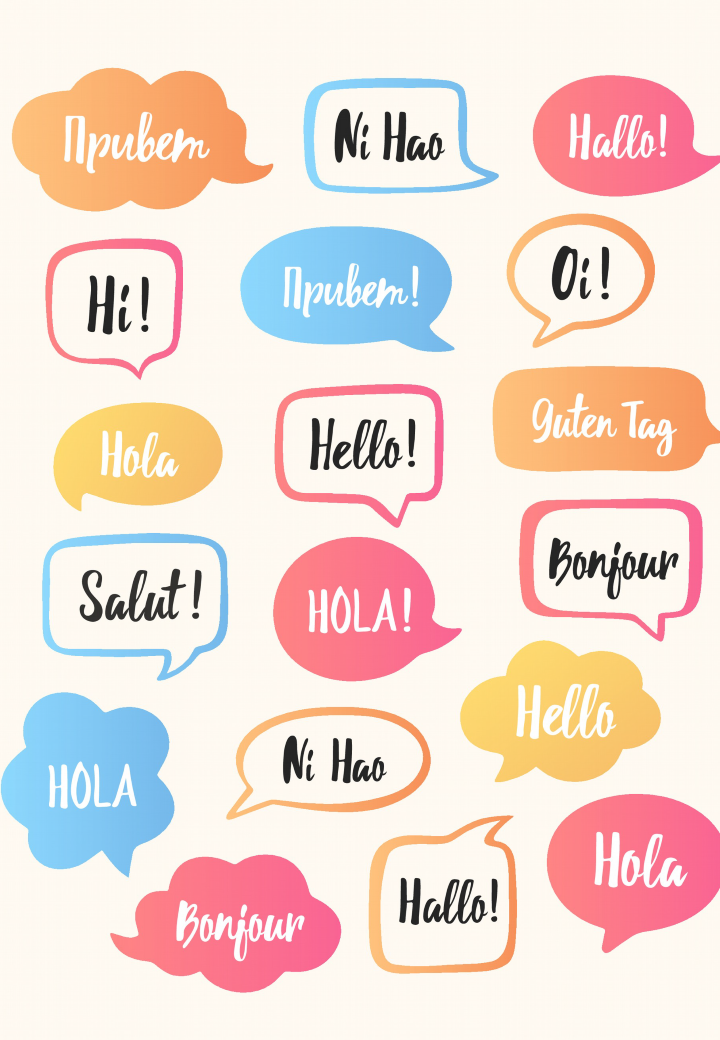 Привет
Ni Hao
Hallo!
Hi!
Привет!
Oi!
Hola
Hello!
Guten Tag
Salut!
HOLA!
Bonjour
HOLA
Ni Hao
Hello
Bonjour
Hallo!
Hola